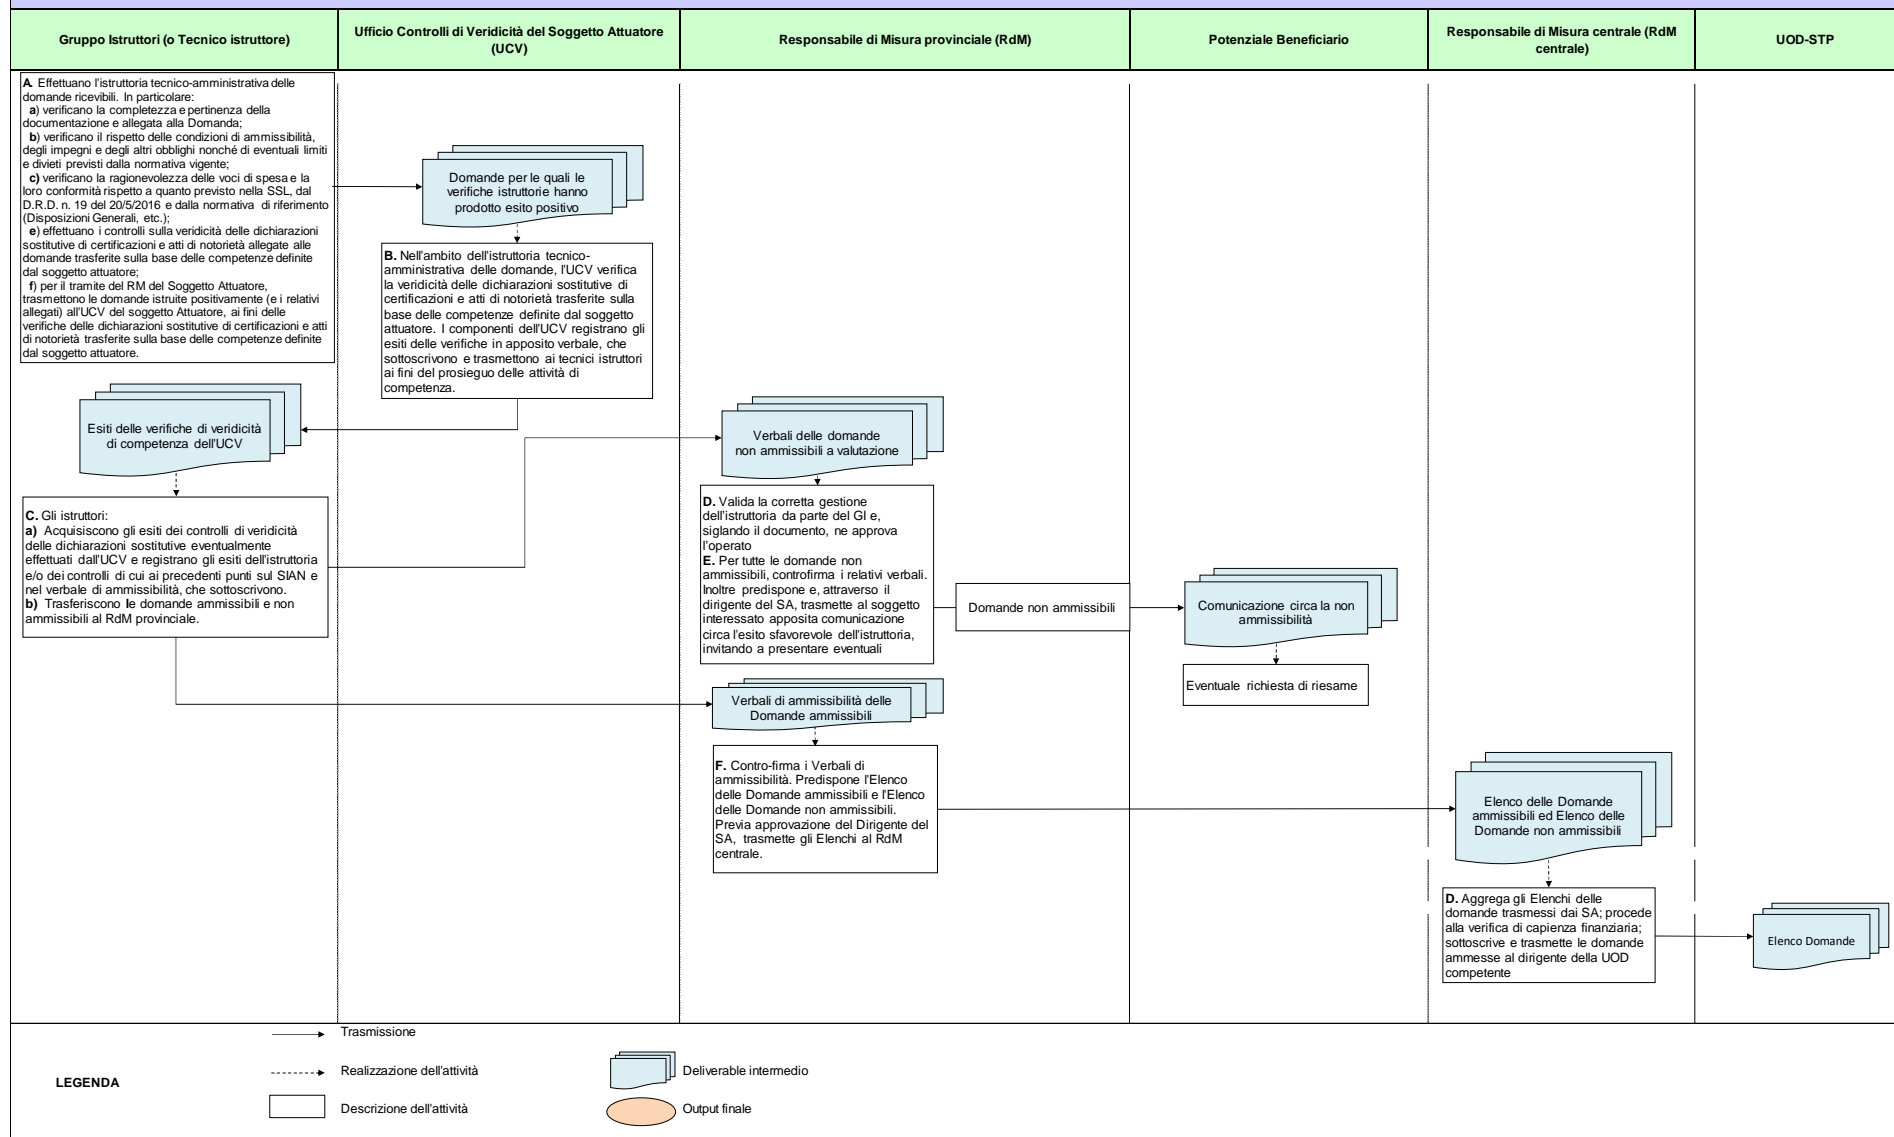 Gruppo Istruttori (o Tecnico istruttore)
Ufficio Controlli di Veridicità del Soggetto Attuatore
(UCV)
Responsabile di Misura provinciale (RdM)
Potenziale Beneficiario
Responsabile di Misura centrale (RdM
centrale)
UOD-STP
A. Effettuano l'istruttoria tecnico-amministrativa delle
domande ricevibili. In particolare:
a) verificano la completezza e pertinenza della
documentazione e allegata alla Domanda;
b) verificano il rispetto delle condizioni di ammissibilità,
degli impegni e degli altri obblighi nonché di eventuali limiti
e divieti previsti dalla normativa vigente;
c) verificano la ragionevolezza delle voci di spesa e la
loro conformità rispetto a quanto previsto nella SSL, dal
D.R.D. n. 19 del 20/5/2016 e dalla normativa di riferimento
(Disposizioni Generali, etc.);
e) effettuano i controlli sulla veridicità delle dichiarazioni
sostitutive di certificazioni e atti di notorietà allegate alle
domande trasferite sulla base delle competenze definite
dal soggetto attuatore;
f) per il tramite del RM del Soggetto Attuatore,
trasmettono le domande istruite positivamente (e i relativi
allegati) all'UCV del soggetto Attuatore, ai fini delle
verifiche delle dichiarazioni sostitutive di certificazioni e atti
di notorietà trasferite sulla base delle competenze definite
dal soggetto attuatore.
Domande per le quali le
verifiche istruttorie hanno
prodotto esito positivo
B. Nell'ambito dell'istruttoria tecnico-
amministrativa delle domande, l'UCV verifica
la veridicità delle dichiarazioni sostitutive di
certificazioni e atti di notorietà trasferite sulla
base delle competenze definite dal soggetto
attuatore. I componenti dell'UCV registrano gli
esiti delle verifiche in apposito verbale, che
sottoscrivono e trasmettono ai tecnici istruttori
ai fini del prosieguo delle attività di
competenza.
Esiti delle verifiche di veridicità
di competenza dell'UCV
C. Gli istruttori:
a) Acquisiscono gli esiti dei controlli di veridicità
delle dichiarazioni sostitutive eventualmente
effettuati dall'UCV e registrano gli esiti dell'istruttoria
e/o dei controlli di cui ai precedenti punti sul SIAN e
nel verbale di ammissibilità, che sottoscrivono.
b) Trasferiscono le domande ammissibili e non
ammissibili al RdM provinciale.
Verbali delle domande
non ammissibili a valutazione
D. Valida la corretta gestione
dell'istruttoria da parte del GI e,
siglando il documento, ne approva
l'operato
E. Per tutte le domande non
ammissibili, controfirma i relativi verbali.
Inoltre predispone e, attraverso il
dirigente del SA, trasmette al soggetto
interessato apposita comunicazione
circa l'esito sfavorevole dell'istruttoria,
invitando a presentare eventuali
Domande non ammissibili
Comunicazione circa la non
ammissibilità
Eventuale richiesta di riesame
Verbali di ammissibilità delle
Domande ammissibili
F. Contro-firma i Verbali di
ammissibilità. Predispone l'Elenco
delle Domande ammissibili e l'Elenco
delle Domande non ammissibili.
Previa approvazione del Dirigente del
SA, trasmette gli Elenchi al RdM
centrale.
Elenco delle Domande
ammissibili ed Elenco delle
Domande non ammissibili
D. Aggrega gli Elenchi delle
domande trasmessi dai SA; procede
alla verifica di capienza finanziaria;
sottoscrive e trasmette le domande
ammesse al dirigente della UOD
competente
Elenco Domande
LEGENDA
Trasmissione
Realizzazione dell'attività
Descrizione dell'attività
Deliverable intermedio
Output finale